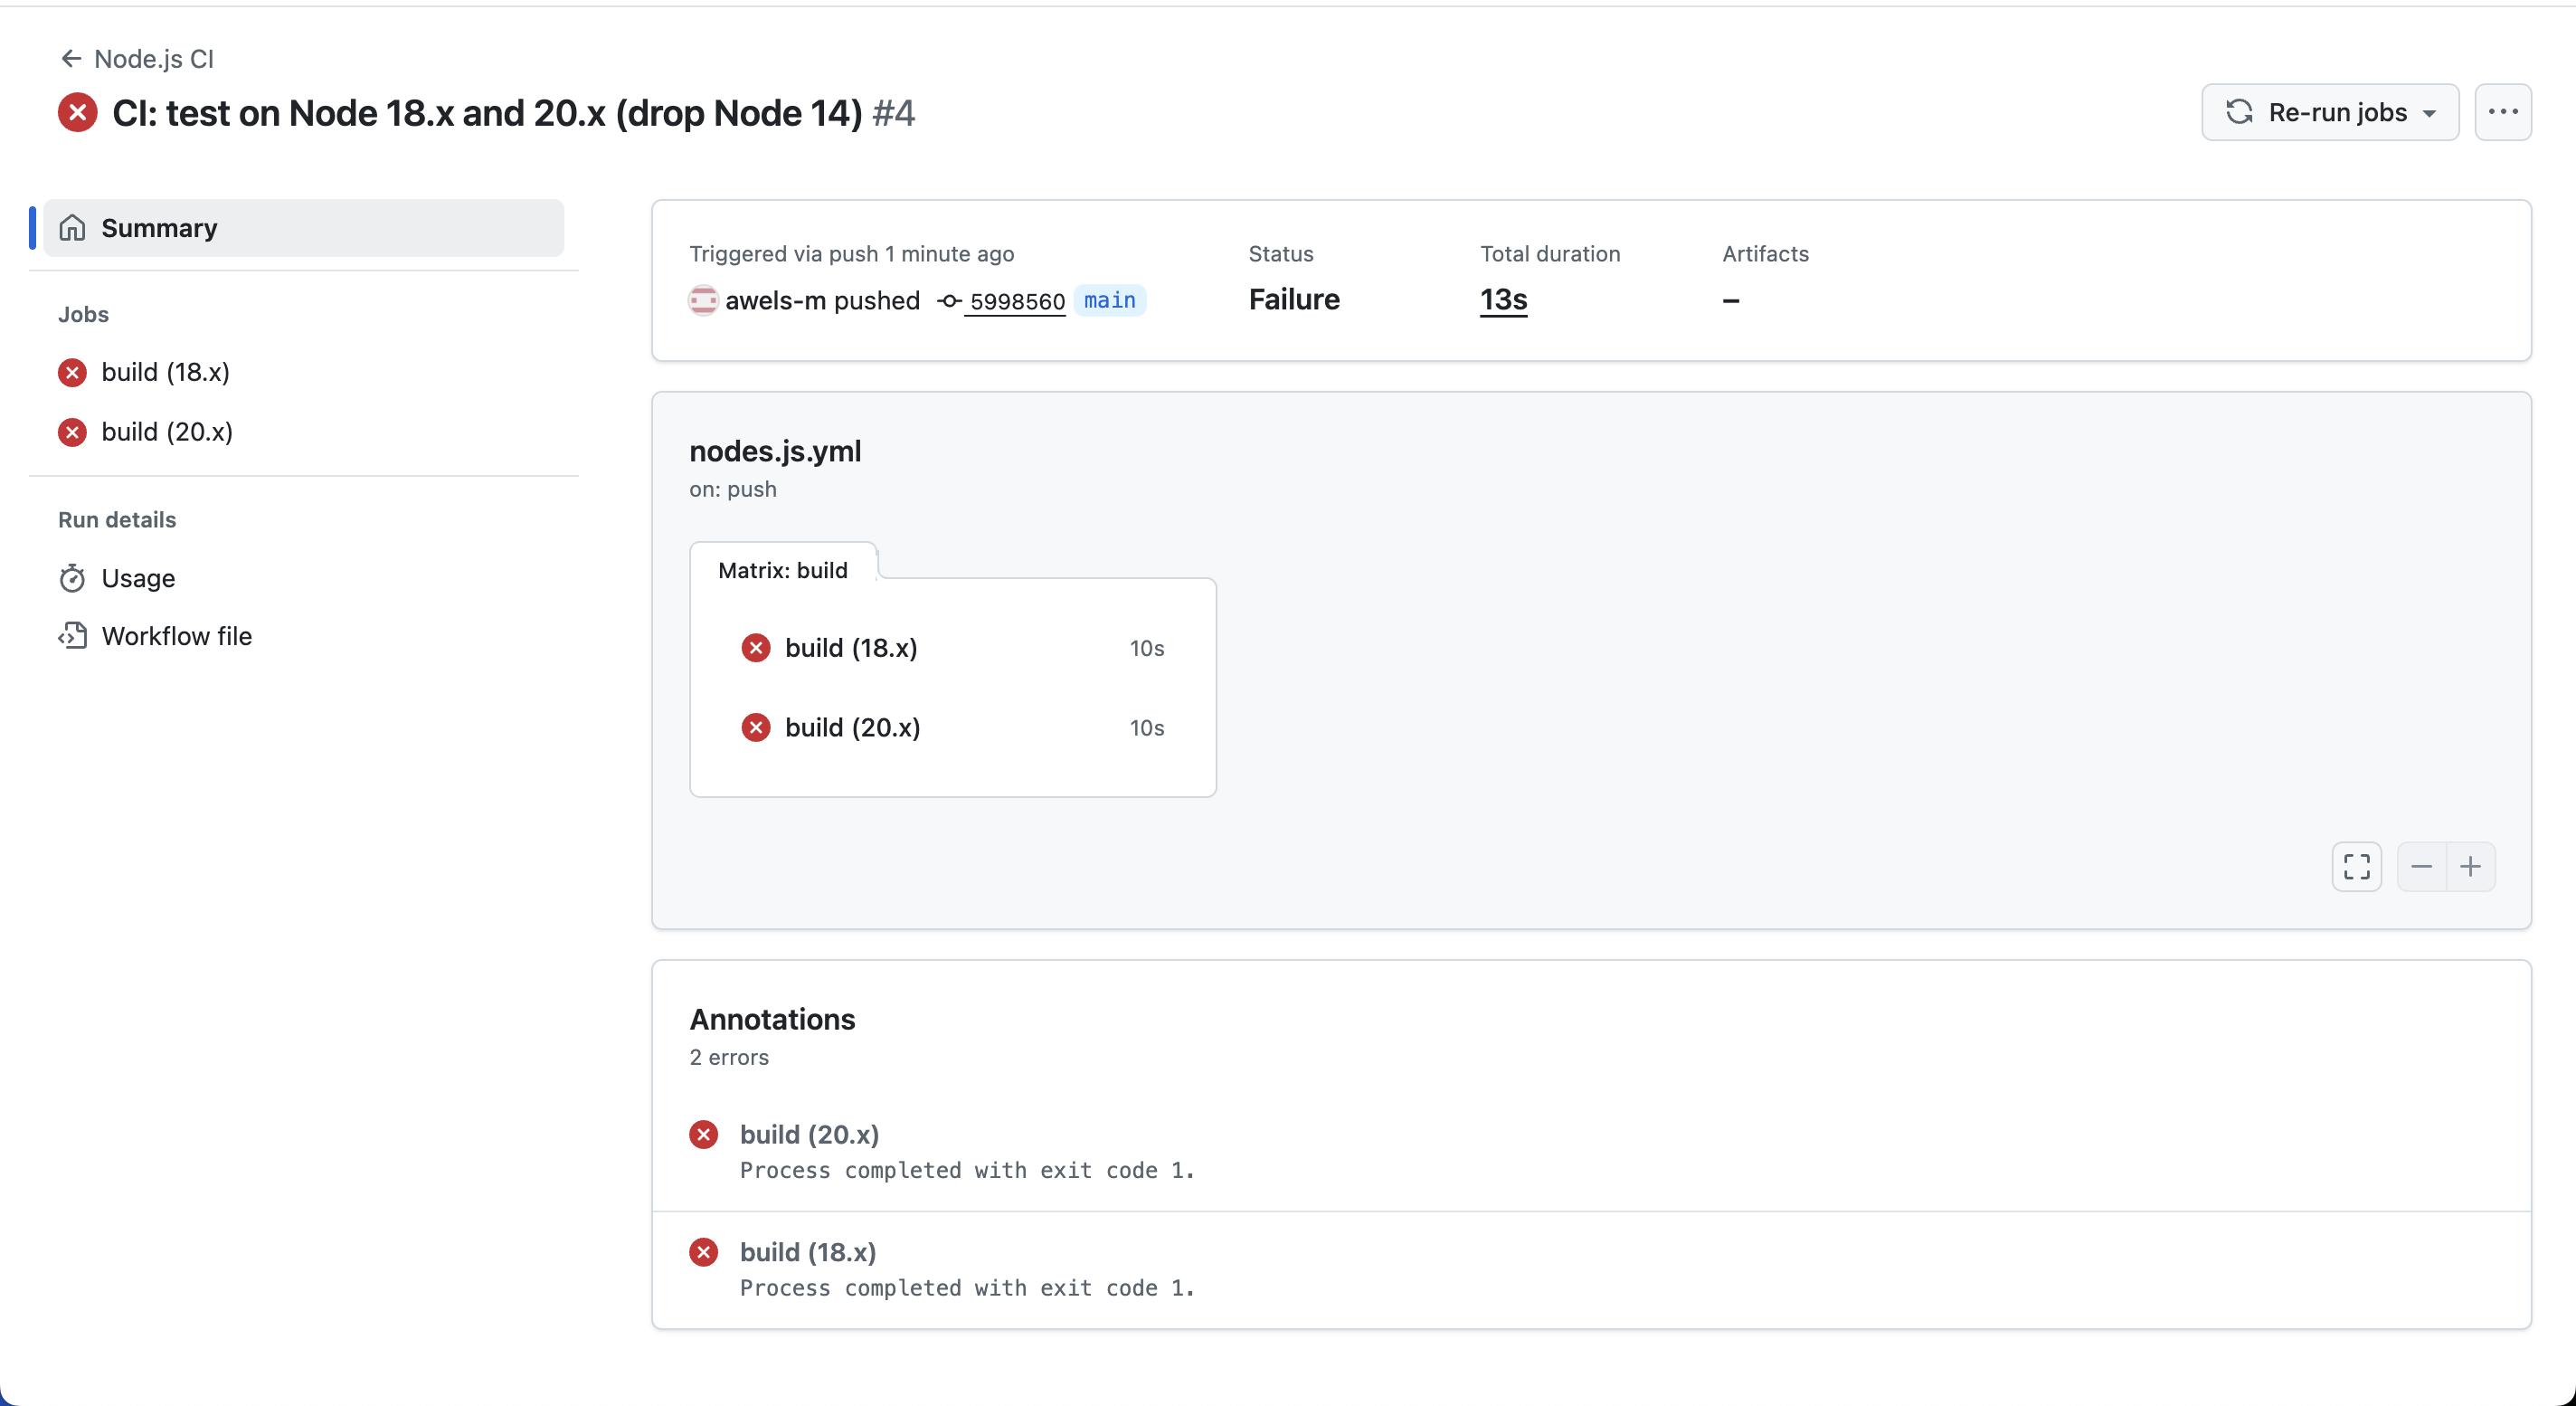 Node.js CI
CI: test on Node 18.x and 20.x (drop Node 14) #4
Re-run jobs
Summary
Jobs
build (18.x)
build (20.x)
Run details
Usage
Workflow file
Triggered via push 1 minute ago
awels-m pushed 5998560 main
Status
Failure
Total duration
13s
Artifacts
–
nodes.js.yml
on: push
Matrix: build
build (18.x) 10s
build (20.x) 10s
Annotations
2 errors
build (20.x)
Process completed with exit code 1.
build (18.x)
Process completed with exit code 1.